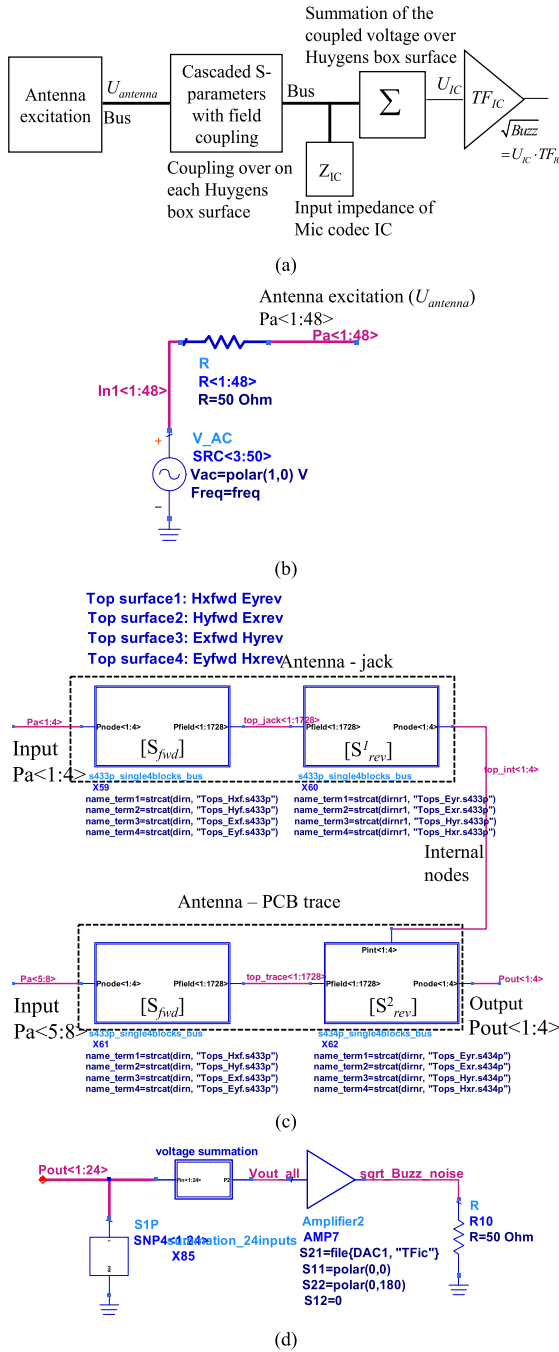 Summation of the
coupled voltage over
Huygens box surface
Antenna
excitation
U_antenna
Bus
Cascaded S-
parameters
with field
coupling
Bus
Σ
U_IC
TF_IC
√Buzz
=U_IC · TF_IC
Coupling over on
each Huygens
box surface
Z_IC
Input impedance of
Mic codec IC
(a)
Antenna excitation (U_antenna)
Pa<1:48>
Pa<1:48>
R
R<1:48>
R=50 Ohm
In1<1:48>
+
V_AC
SRC<3:50>
Vac=polar(1,0) V
Freq=freq
−
(b)
Top surface1: Hxfwd Eyrev
Top surface2: Hyfwd Exrev
Top surface3: Exfwd Hyrev
Top surface4: Eyfwd Hxrev
Antenna - jack
Pa<1:4>
Pnode<1:4> Pfield<1:1728>
top_jack<1:1728>
Pfield<1:1728> Pnode<1:4>
Input
Pa<1:4>
[S_fwd]
[S^1_rev]
s433p_single4blocks_bus
X59
name_term1=strcat(dirn, "Tops_Hxf.s433p")
name_term2=strcat(dirn, "Tops_Hyf.s433p")
name_term3=strcat(dirn, "Tops_Exf.s433p")
name_term4=strcat(dirn, "Tops_Eyf.s433p")
s433p_single4blocks_bus
X60
name_term1=strcat(dirnr1, "Tops_Eyr.s433p")
name_term2=strcat(dirnr1, "Tops_Exr.s433p")
name_term3=strcat(dirnr1, "Tops_Hyr.s433p")
name_term4=strcat(dirnr1, "Tops_Hxr.s433p")
top_int<1:4>
Internal
nodes
Antenna – PCB trace
Pint<1:4>
Pa<5:8>
Pnode<1:4> Pfield<1:1728>
top_trace<1:1728>
Pfield<1:1728> Pnode<1:4>
Pout<1:4>
Input
Pa<5:8>
[S_fwd]
[S^2_rev]
Output
Pout<1:4>
s433p_single4blocks_bus
X61
name_term1=strcat(dirn, "Tops_Hxf.s433p")
name_term2=strcat(dirn, "Tops_Hyf.s433p")
name_term3=strcat(dirn, "Tops_Exf.s433p")
name_term4=strcat(dirn, "Tops_Eyf.s433p")
s434p_single4blocks_bus
X62
name_term1=strcat(dirnr, "Tops_Eyr.s434p")
name_term2=strcat(dirnr, "Tops_Exr.s434p")
name_term3=strcat(dirnr, "Tops_Hyr.s434p")
name_term4=strcat(dirnr, "Tops_Hxr.s434p")
(c)
voltage summation
Pout<1:24>
Pin<1:24> P2
Vout_all
sqrt_Buzz_noise
S1P
SNP4<1:24>
summation_24inputs
X85
Amplifier2
AMP7
S21=file{DAC1, "TFic"}
S11=polar(0,0)
S22=polar(0,180)
S12=0
R
R10
R=50 Ohm
(d)